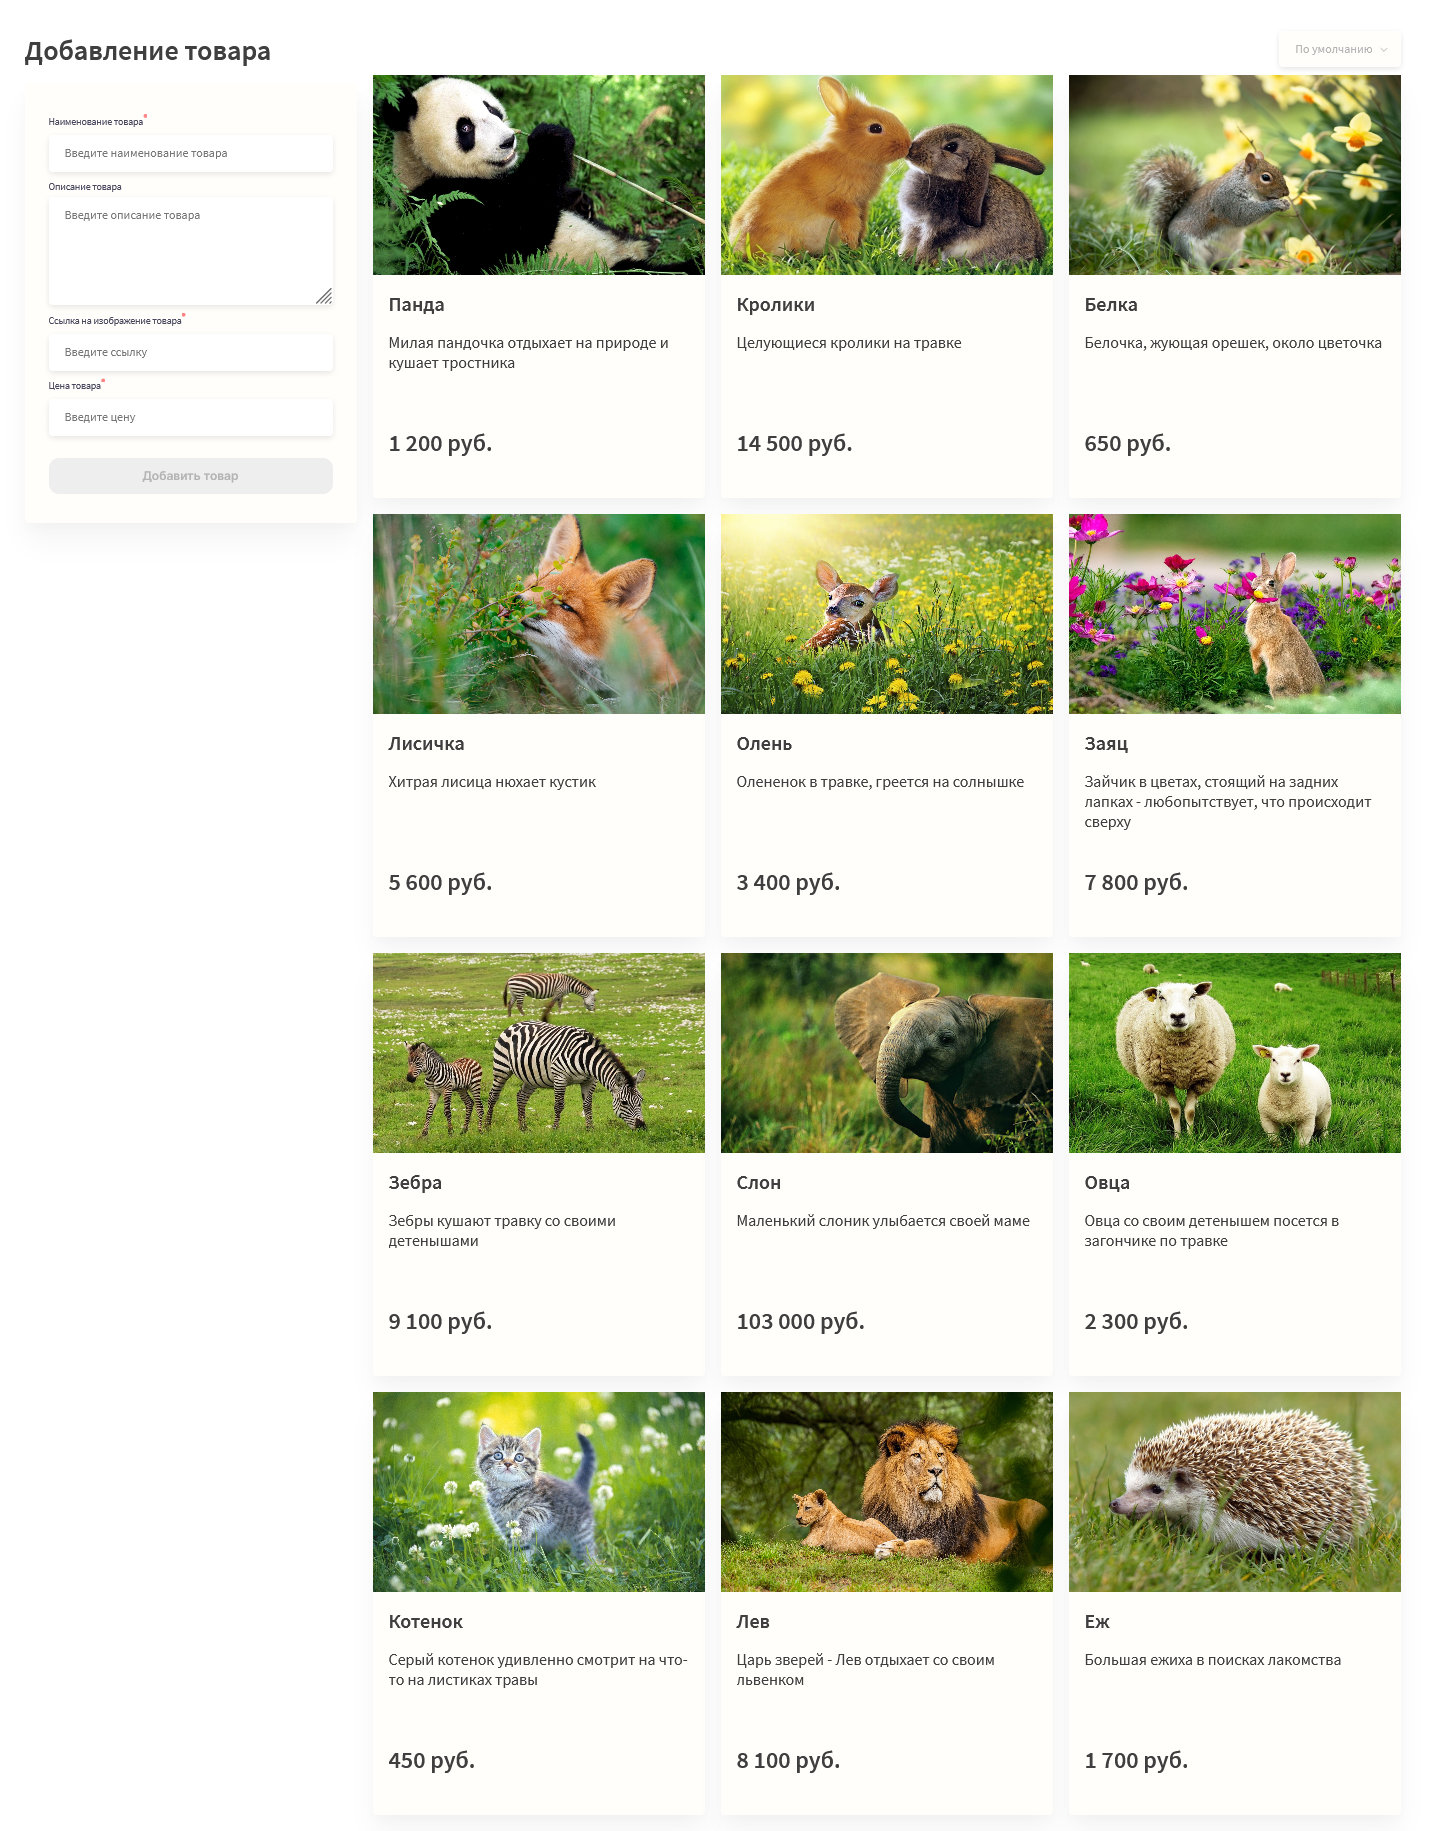 Добавление товара
По умолчанию
Наименование товара
Введите наименование товара
Описание товара
Введите описание товара
Ссылка на изображение товара
Введите ссылку
Цена товара
Введите цену
Добавить товар
Панда
Милая пандочка отдыхает на природе и
кушает тростника
1 200 руб.
Кролики
Целующиеся кролики на травке
14 500 руб.
Белка
Белочка, жующая орешек, около цветочка
650 руб.
Лисичка
Хитрая лисица нюхает кустик
5 600 руб.
Олень
Олененок в травке, греется на солнышке
3 400 руб.
Заяц
Зайчик в цветах, стоящий на задних
лапках - любопытствует, что происходит
сверху
7 800 руб.
Зебра
Зебры кушают травку со своими
детенышами
9 100 руб.
Слон
Маленький слоник улыбается своей маме
103 000 руб.
Овца
Овца со своим детенышем посется в
загончике по травке
2 300 руб.
Котенок
Серый котенок удивленно смотрит на что-
то на листиках травы
450 руб.
Лев
Царь зверей - Лев отдыхает со своим
львенком
8 100 руб.
Еж
Большая ежиха в поисках лакомства
1 700 руб.